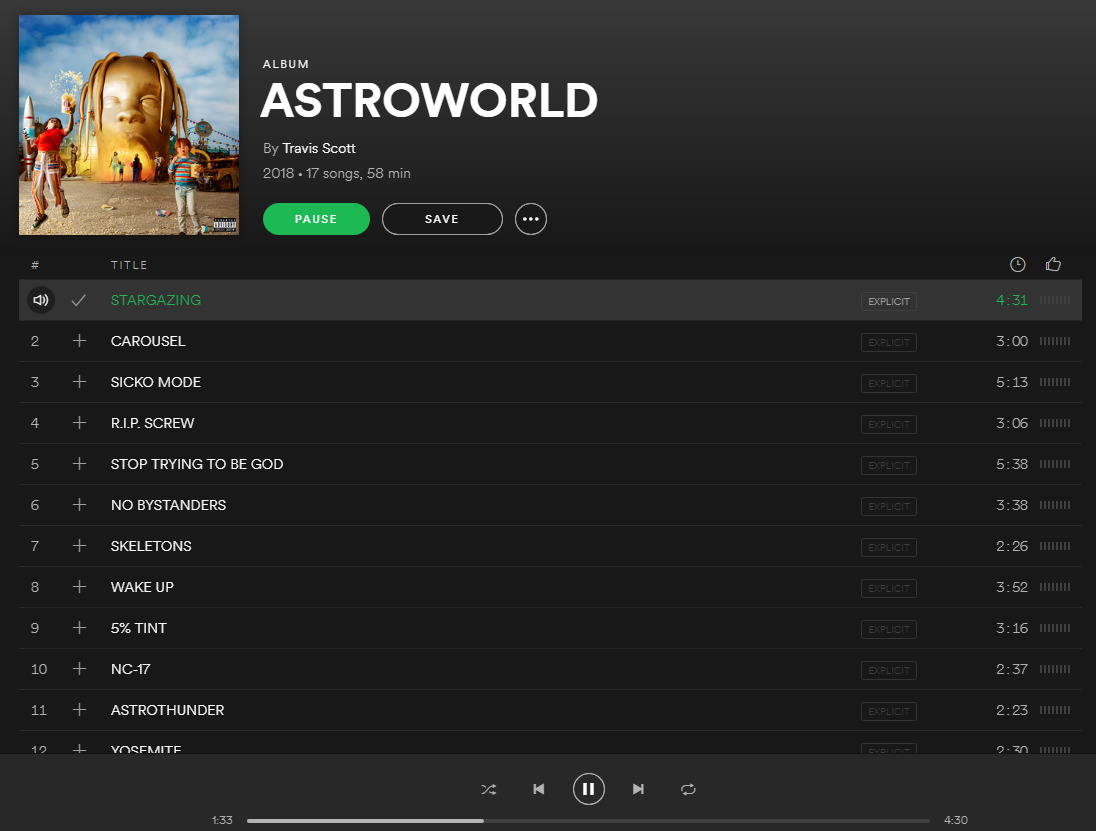 ALBUM
ASTROWORLD
By Travis Scott
2018 • 17 songs, 58 min
PAUSE SAVE
# TITLE
STARGAZING EXPLICIT 4:31
2 CAROUSEL EXPLICIT 3:00
3 SICKO MODE EXPLICIT 5:13
4 R.I.P. SCREW EXPLICIT 3:06
5 STOP TRYING TO BE GOD EXPLICIT 5:38
6 NO BYSTANDERS EXPLICIT 3:38
7 SKELETONS EXPLICIT 2:26
8 WAKE UP EXPLICIT 3:52
9 5% TINT EXPLICIT 3:16
10 NC-17 EXPLICIT 2:37
11 ASTROTHUNDER EXPLICIT 2:23
12 YOSEMITE EXPLICIT 2:30
1:33 4:30